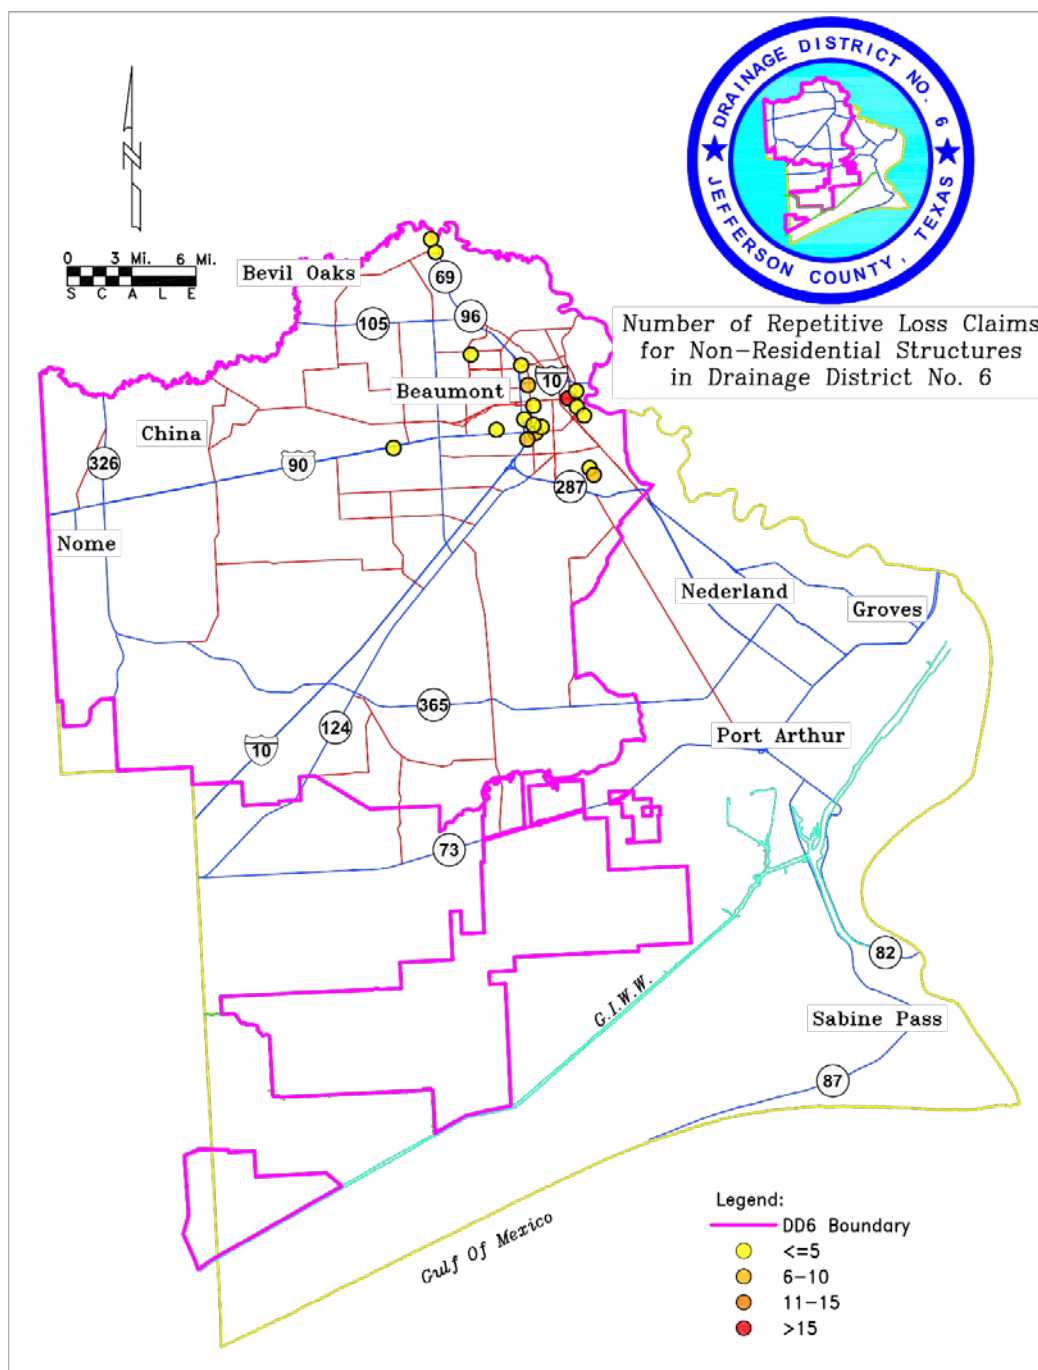 DRAINAGE DISTRICT NO. 6
JEFFERSON COUNTY, TEXAS
N
0 3 Mi. 6 Mi.
S C A L E
Number of Repetitive Loss Claims
for Non-Residential Structures
in Drainage District No. 6
Bevil Oaks
69
105
96
Beaumont
10
China
326
90
287
Nome
Nederland
Groves
365
124
10
Port Arthur
73
82
G.I.W.W.
Sabine Pass
87
Gulf Of Mexico
Legend:
DD6 Boundary
<=5
6-10
11-15
>15